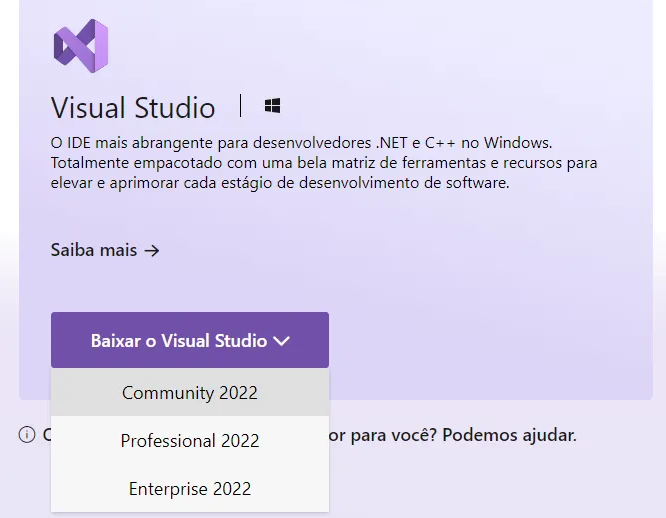 Visual Studio
O IDE mais abrangente para desenvolvedores .NET e C++ no Windows.
Totalmente empacotado com uma bela matriz de ferramentas e recursos para
elevar e aprimorar cada estágio de desenvolvimento de software.
Saiba mais →
Baixar o Visual Studio
Community 2022
or para você? Podemos ajudar.
Professional 2022
Enterprise 2022